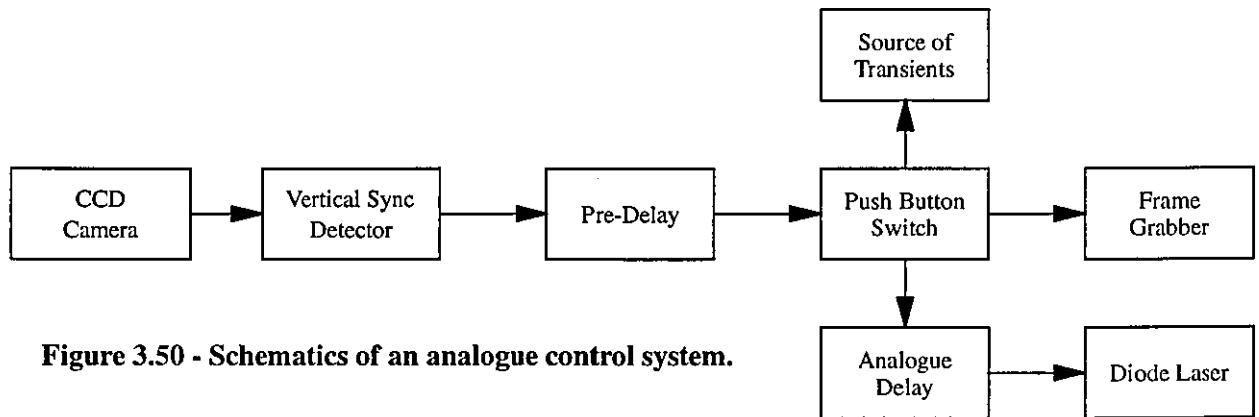 Source of
Transients
CCD
Camera
Vertical Sync
Detector
Pre-Delay
Push Button
Switch
Frame
Grabber
Figure 3.50 - Schematics of an analogue control system.
Analogue
Delay
Diode Laser